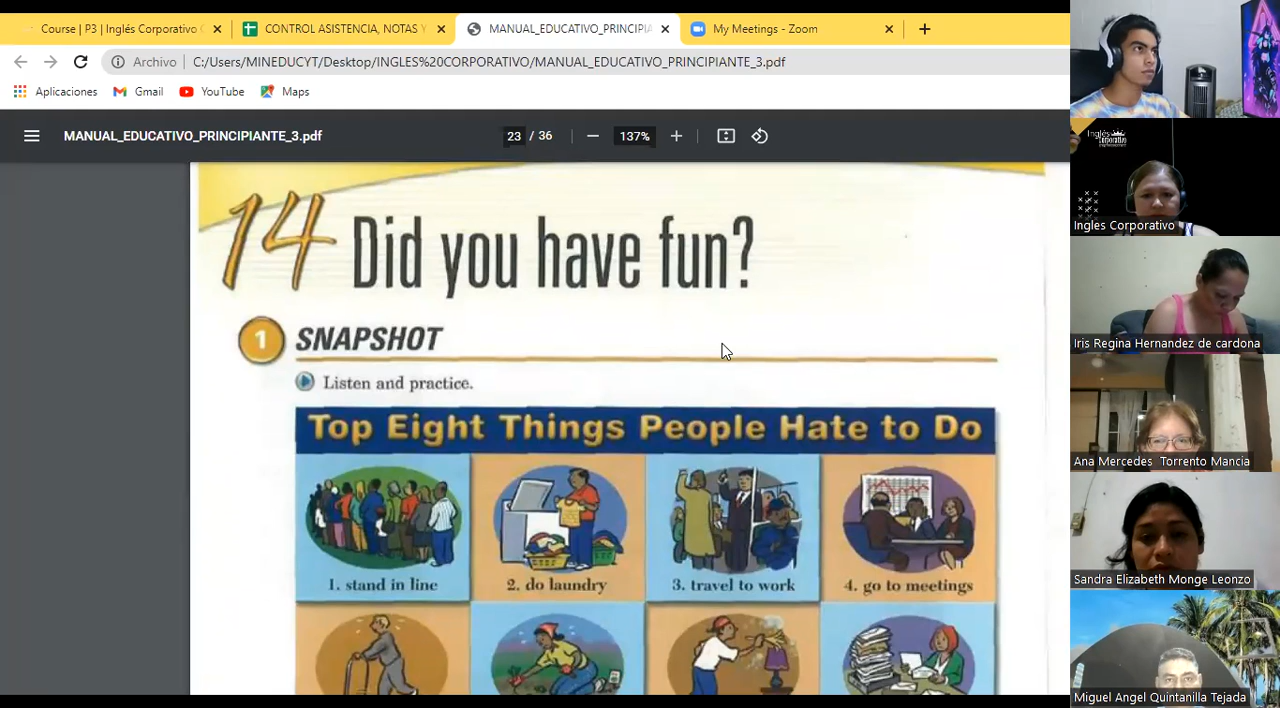 Course | P3 | Inglés Corporativo
CONTROL ASISTENCIA, NOTAS Y
MANUAL_EDUCATIVO_PRINCIPIA
My Meetings - Zoom
Archivo
C:/Users/MINEDUCYT/Desktop/INGLES%20CORPORATIVO/MANUAL_EDUCATIVO_PRINCIPIANTE_3.pdf
Aplicaciones
Gmail
YouTube
Maps
MANUAL_EDUCATIVO_PRINCIPIANTE_3.pdf
23 / 36
137%
14 Did you have fun?
1 SNAPSHOT
Listen and practice.
Top Eight Things People Hate to Do
1. stand in line
2. do laundry
3. travel to work
4. go to meetings
Inglés
Corporativo
Ingles Corporativo
Iris Regina Hernandez de cardona
Ana Mercedes Torrento Mancia
Sandra Elizabeth Monge Leonzo
Miguel Angel Quintanilla Tejada